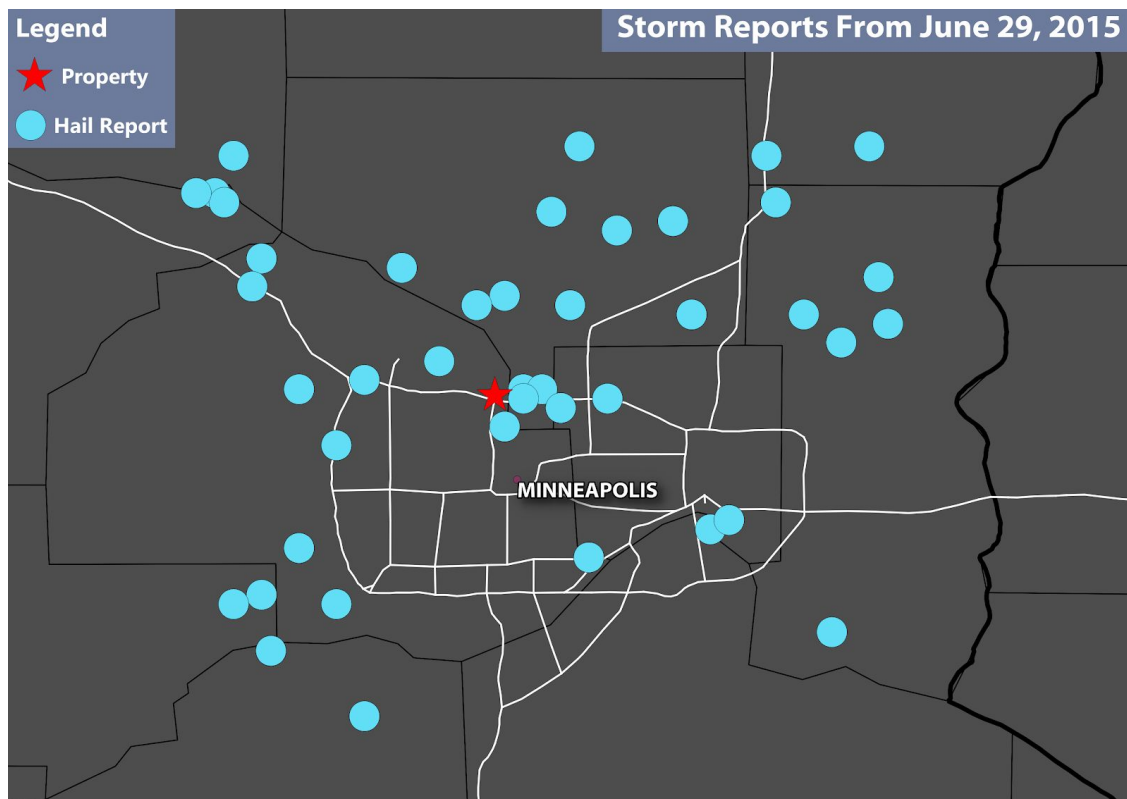 Legend
Property
Hail Report
Storm Reports From June 29, 2015
MINNEAPOLIS